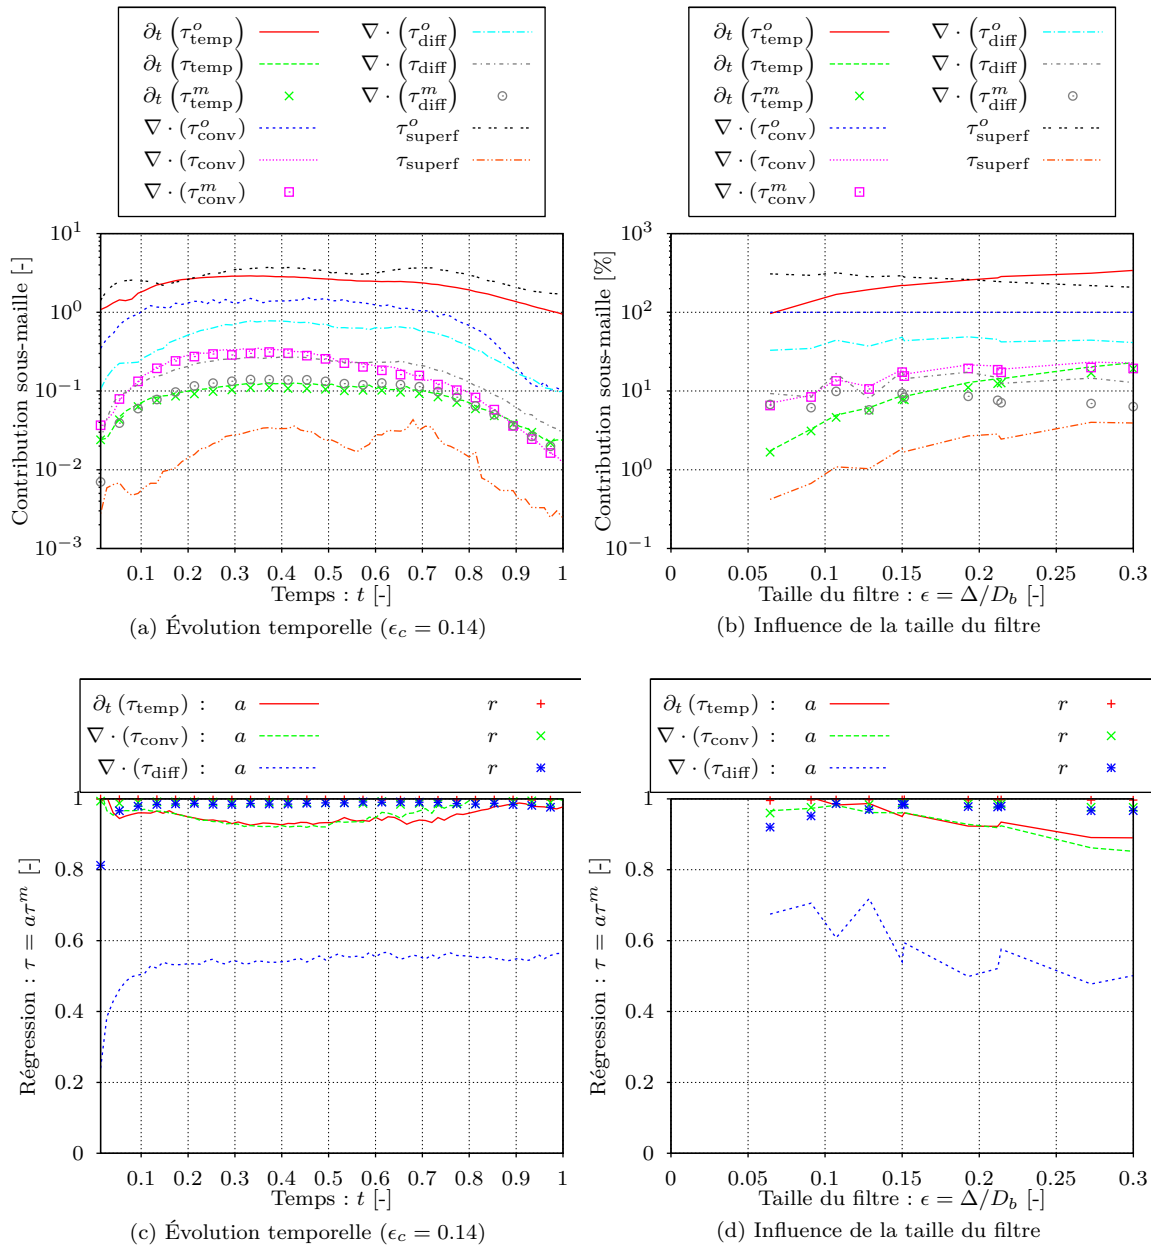 ∂t (τ^o_temp) ∇ · (τ^o_diff)
∂t (τ_temp) ∇ · (τ_diff)
∂t (τ^m_temp) ∇ · (τ^m_diff)
∇ · (τ^o_conv) τ^o_superf
∇ · (τ_conv) τ_superf
∇ · (τ^m_conv)
Contribution sous-maille [-]
10^1
10^0
10^−1
10^−2
10^−3
0.1 0.2 0.3 0.4 0.5 0.6 0.7 0.8 0.9 1
Temps : t [-]
(a) Évolution temporelle (ϵ_c = 0.14)
∂t (τ^o_temp) ∇ · (τ^o_diff)
∂t (τ_temp) ∇ · (τ_diff)
∂t (τ^m_temp) ∇ · (τ^m_diff)
∇ · (τ^o_conv) τ^o_superf
∇ · (τ_conv) τ_superf
∇ · (τ^m_conv)
Contribution sous-maille [%]
10^3
10^2
10^1
10^0
10^−1
0 0.05 0.1 0.15 0.2 0.25 0.3
Taille du filtre : ϵ = Δ/D_b [-]
(b) Influence de la taille du filtre
∂t (τ_temp) : a r
∇ · (τ_conv) : a r
∇ · (τ_diff) : a r
Régression : τ = aτ^m [-]
1
0.8
0.6
0.4
0.2
0
0.1 0.2 0.3 0.4 0.5 0.6 0.7 0.8 0.9 1
Temps : t [-]
(c) Évolution temporelle (ϵ_c = 0.14)
∂t (τ_temp) : a r
∇ · (τ_conv) : a r
∇ · (τ_diff) : a r
Régression : τ = aτ^m [-]
1
0.8
0.6
0.4
0.2
0
0 0.05 0.1 0.15 0.2 0.25 0.3
Taille du filtre : ϵ = Δ/D_b [-]
(d) Influence de la taille du filtre